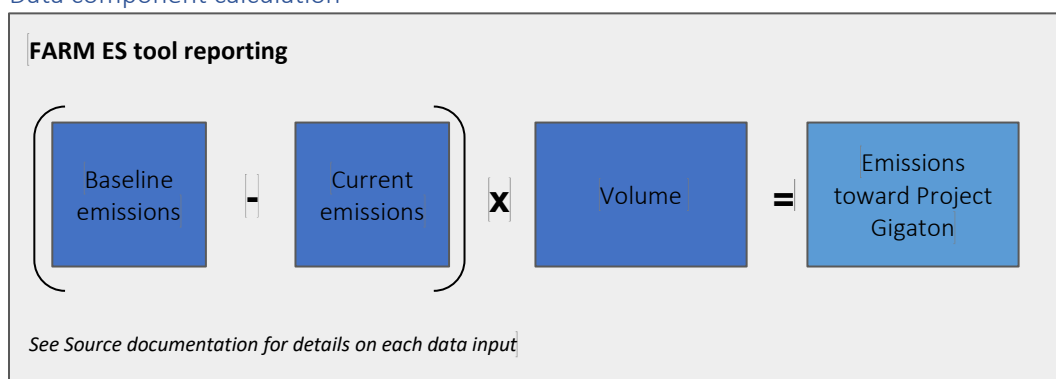 Data component calculation
FARM ES tool reporting
Baseline
emissions
-
Current
emissions
x
Volume
=
Emissions
toward Project
Gigaton
See Source documentation for details on each data input